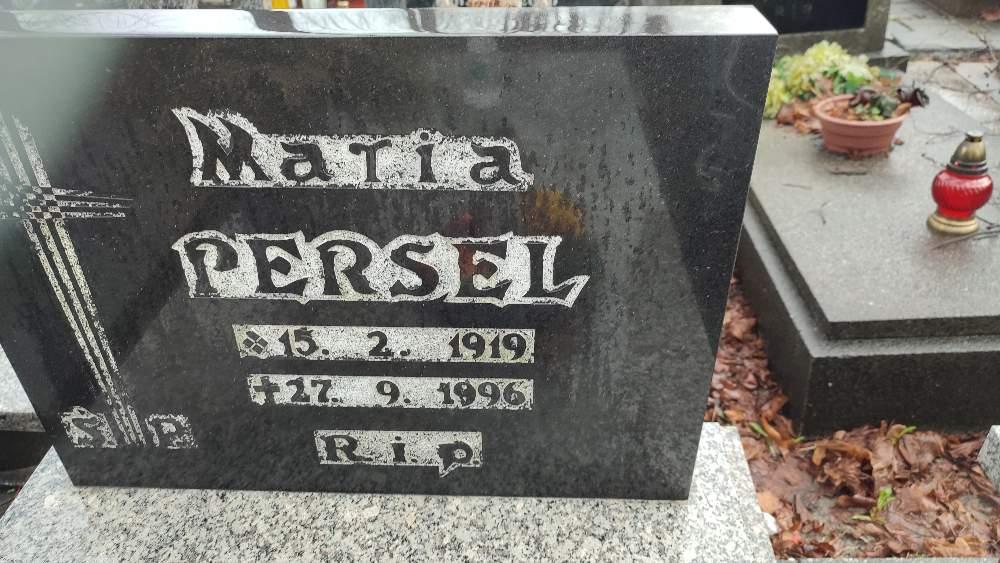 Maria
PERSEL
15. 2. 1919
✝27. 9. 1996
Ś. P.
R. i. p